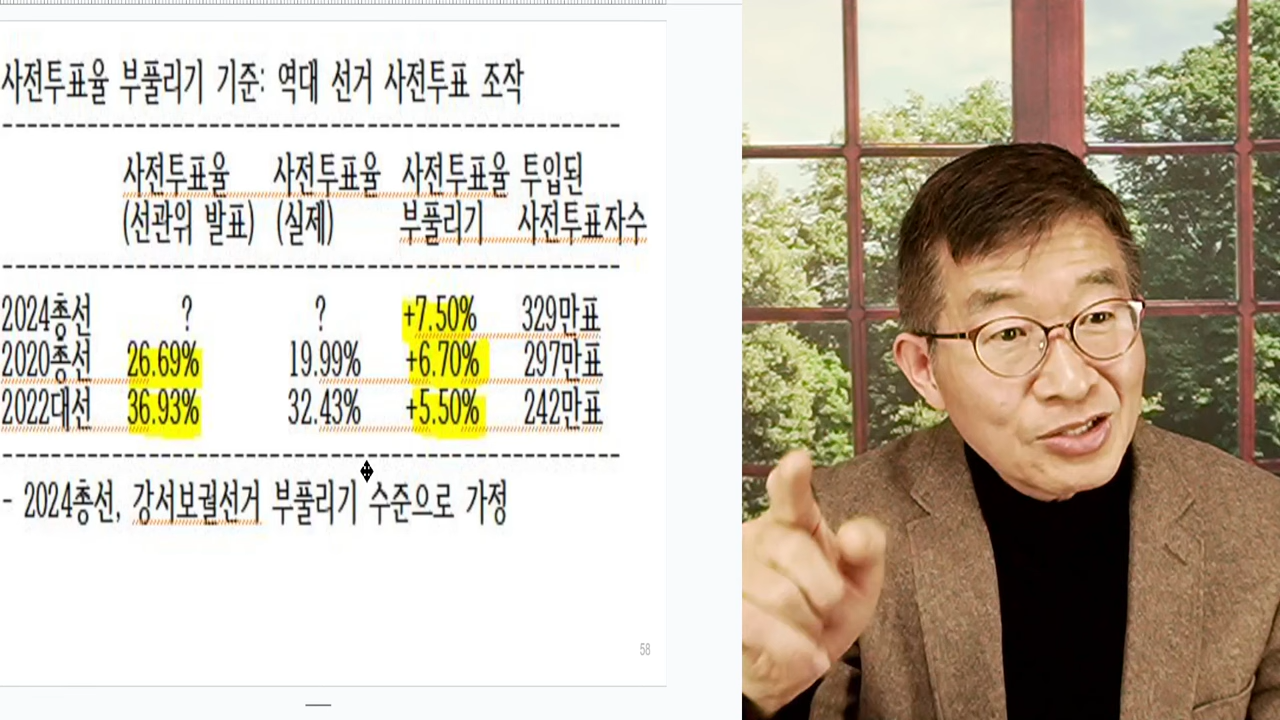 사전투표율 부풀리기 기준: 역대 선거 사전투표 조작
사전투표율 사전투표율 사전투표율 투입된
(선관위 발표) (실제) 부풀리기 사전투표자수
2024총선 ? ? +7.50% 329만표
2020총선 26.69% 19.99% +6.70% 297만표
2022대선 36.93% 32.43% +5.50% 242만표
- 2024총선, 강서보궐선거 부풀리기 수준으로 가정
58